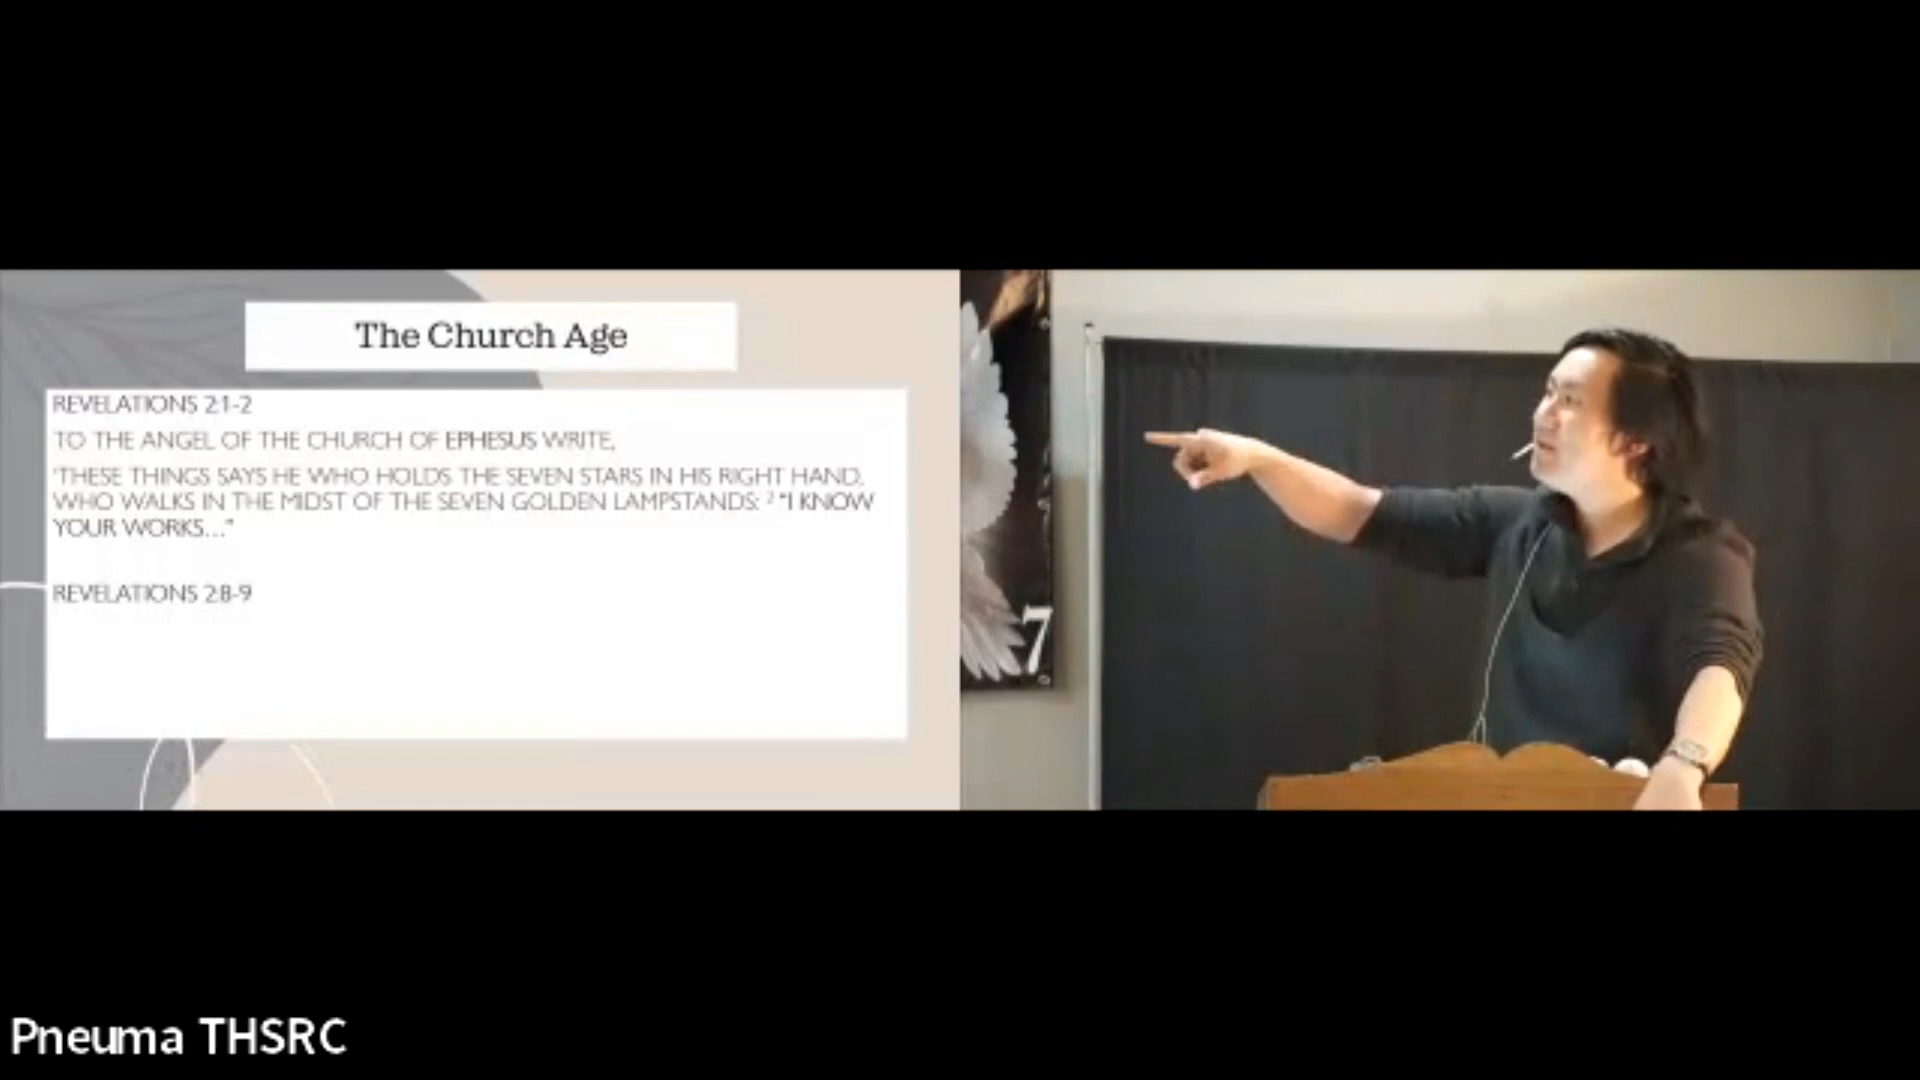 The Church Age
REVELATIONS 2:1-2
TO THE ANGEL OF THE CHURCH OF EPHESUS WRITE,
'THESE THINGS SAYS HE WHO HOLDS THE SEVEN STARS IN HIS RIGHT HAND,
WHO WALKS IN THE MIDST OF THE SEVEN GOLDEN LAMPSTANDS: 2 “I KNOW
YOUR WORKS…”
REVELATIONS 2:8-9
7
Pneuma THSRC